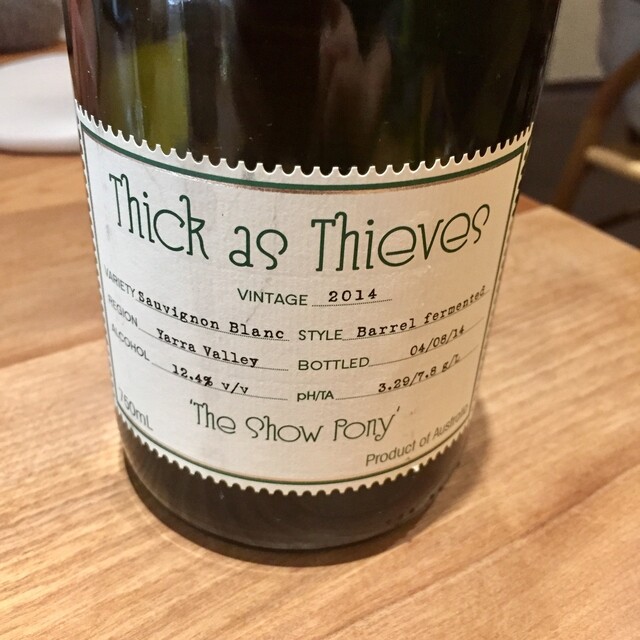 Thick as Thieves
VINTAGE 2014
VARIETY Sauvignon Blanc STYLE Barrel fermented
REGION Yarra Valley BOTTLED 04/08/14
ALCOHOL 12.4% v/v pH/TA 3.29/7.8 g/L
'The Show Pony'
750mL Product of Australia